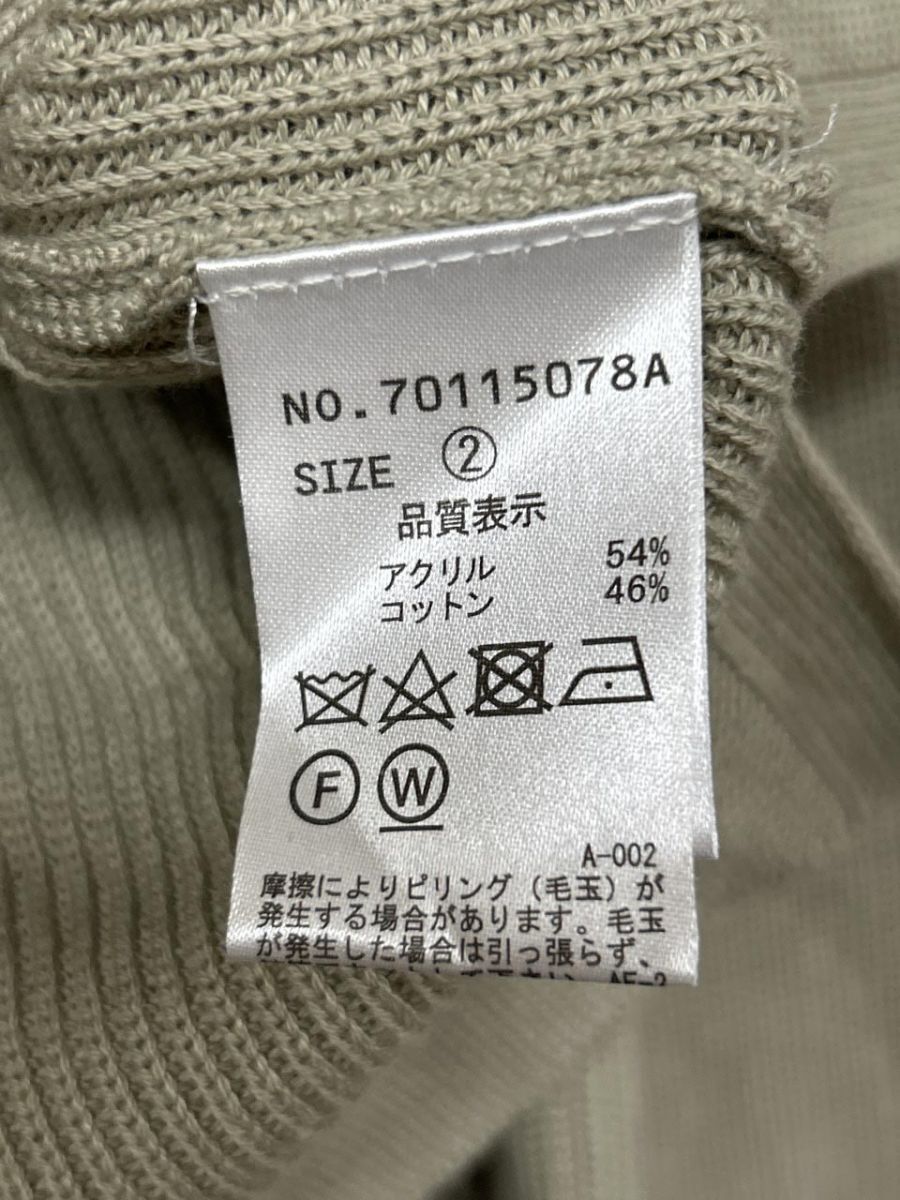 NO.70115078A
SIZE ②
品質表示
アクリル 54%
コットン 46%
F W
A-002
摩擦によりピリング(毛玉)が
発生する場合があります。毛玉
が発生した場合は引っ張らず、